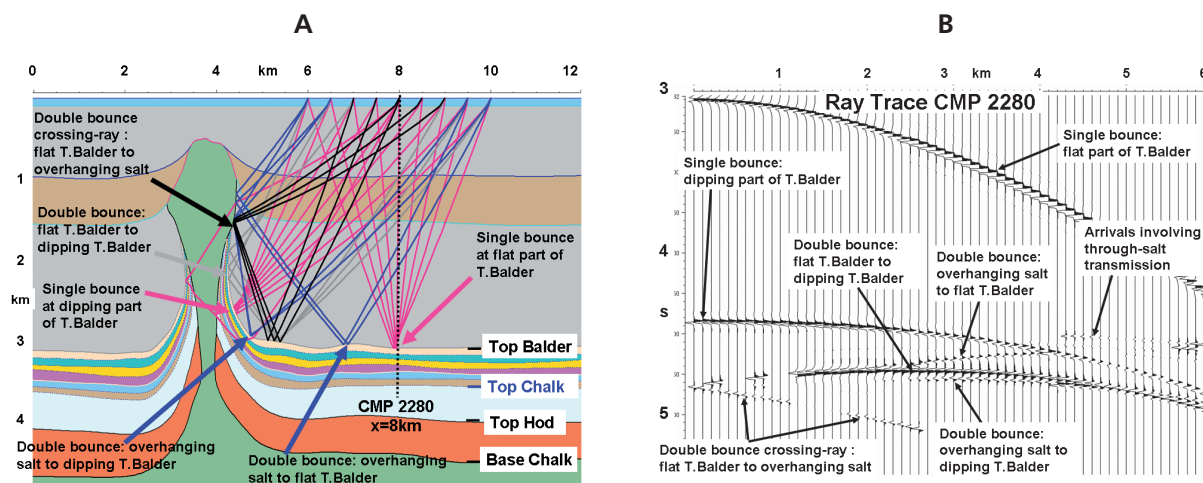 A
0 2 4 km 6 8 10 12
Double bounce
crossing-ray :
flat T.Balder to
overhanging salt
1
Double bounce:
flat T.Balder to
dipping T.Balder
2
km
Single bounce
at dipping part
of T.Balder
Single bounce
at flat part of
T.Balder
3
Top Balder
Top Chalk
CMP 2280
x=8km
4
Top Hod
Base Chalk
Double bounce: overhanging
salt to dipping T.Balder
Double bounce: overhanging
salt to flat T.Balder
B
1 2 3 km 4 5 6
3
Ray Trace CMP 2280
Single bounce:
flat part of T.Balder
Single bounce:
dipping part of T.Balder
Arrivals involving
through-salt
transmission
4
Double bounce:
flat T.Balder to
dipping T.Balder
Double bounce:
overhanging salt
to flat T.Balder
s
5
Double bounce crossing-ray :
flat T.Balder to overhanging salt
Double bounce:
overhanging salt to
dipping T.Balder